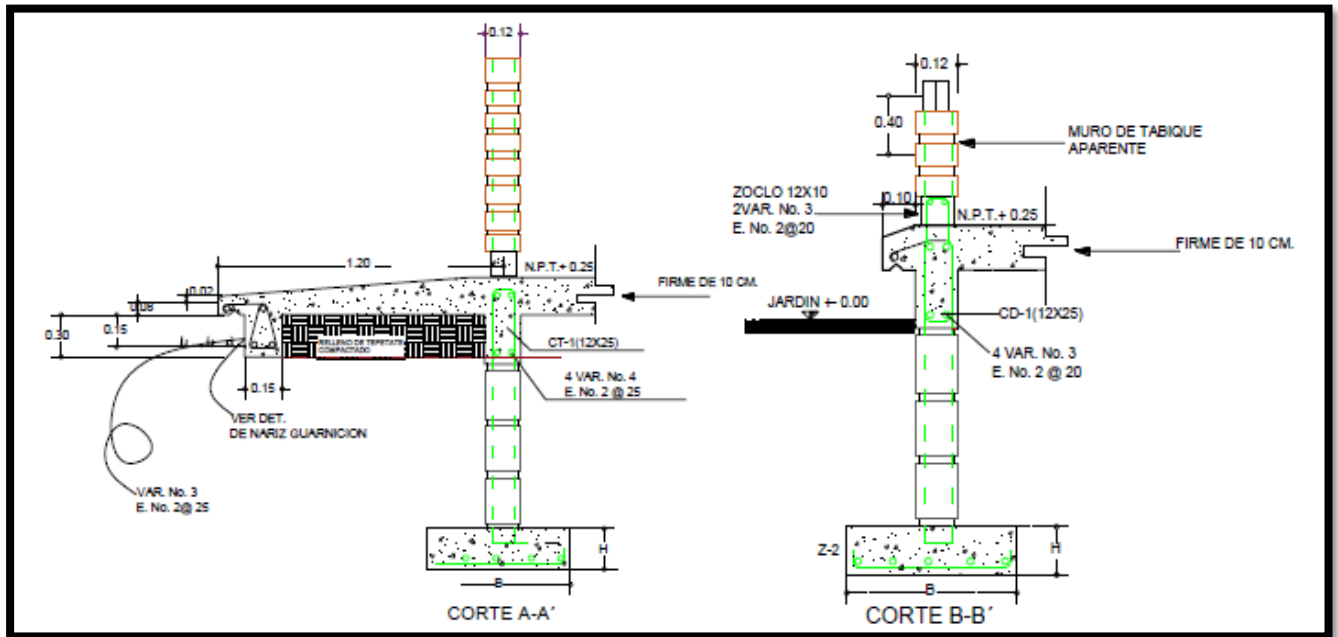 0.12
1.20
N.P.T.+ 0.25
0.02
0.08
0.30
0.15
FIRME DE 10 CM.
RELLENO DE TEPETATE
COMPACTADO
CT-1(12X25)
4 VAR. No. 4
E. No. 2 @ 25
0.15
VER DET.
DE NARIZ GUARNICION
VAR. No. 3
E. No. 2@ 25
H
B
CORTE A-A´
0.12
0.40
MURO DE TABIQUE
APARENTE
ZOCLO 12X10
2VAR. No. 3
E. No. 2@20
0.10
N.P.T.+ 0.25
FIRME DE 10 CM.
JARDIN +- 0.00
CD-1(12X25)
4 VAR. No. 3
E. No. 2 @ 20
Z-2
H
B
CORTE B-B´